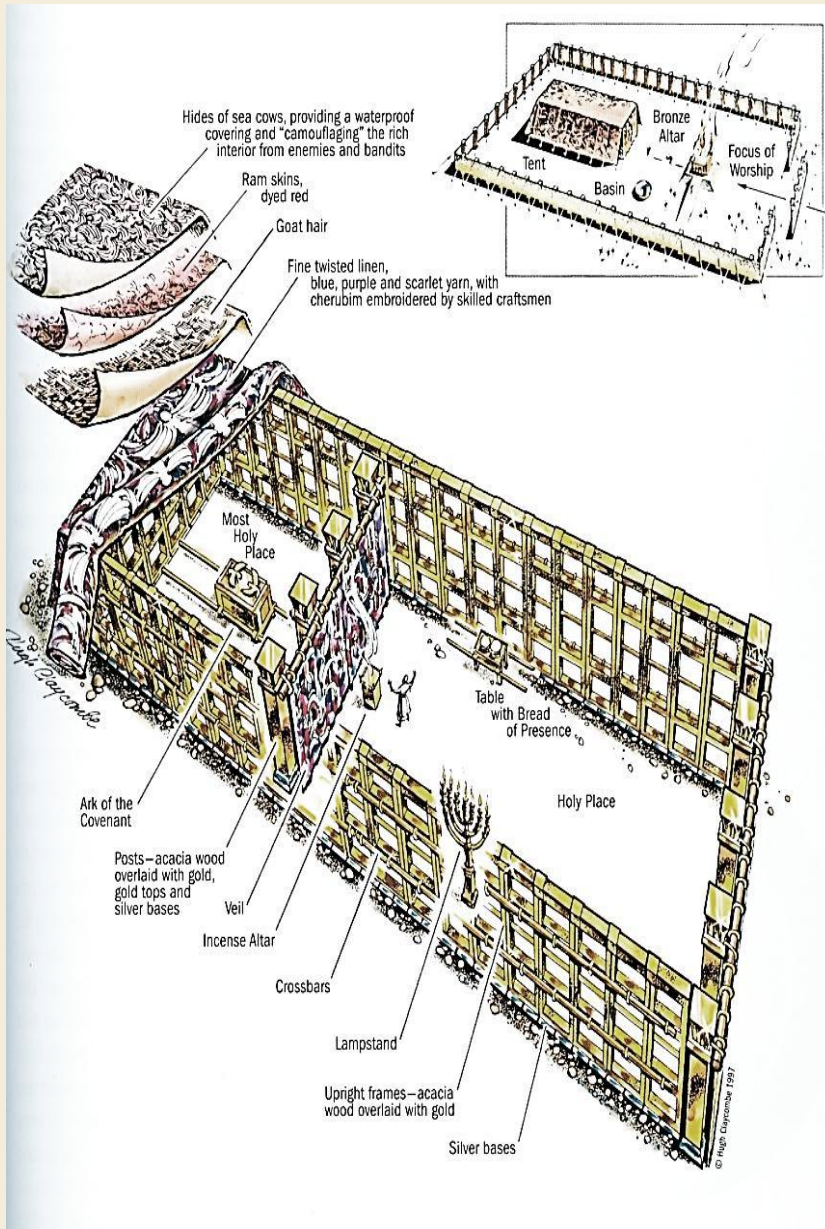 Hides of sea cows, providing a waterproof
covering and "camouflaging" the rich
interior from enemies and bandits
Ram skins,
dyed red
Goat hair
Fine twisted linen,
blue, purple and scarlet yarn, with
cherubim embroidered by skilled craftsmen
Bronze
Altar
Focus of
Worship
Tent
Basin
Most
Holy
Place
Hugh Claycombe
Table
with Bread
of Presence
Holy Place
Ark of the
Covenant
Posts—acacia wood
overlaid with gold,
gold tops and
silver bases
Veil
Incense Altar
Crossbars
Lampstand
Upright frames—acacia
wood overlaid with gold
Silver bases
© Hugh Claycombe 1997